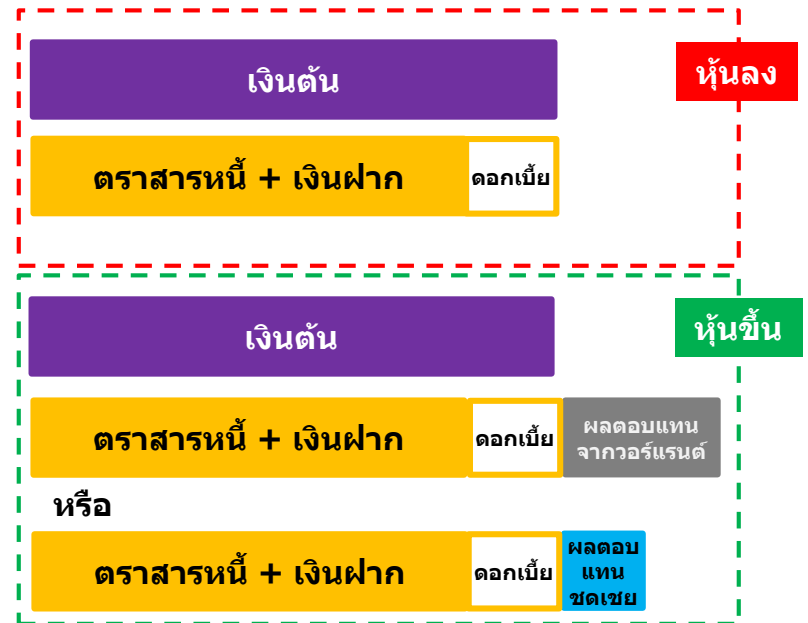 เงินต้น
หุ้นลง
ตราสารหนี้ + เงินฝาก
ดอกเบี้ย
เงินต้น
หุ้นขึ้น
ตราสารหนี้ + เงินฝาก
ดอกเบี้ย
ผลตอบแทน
จากวอร์แรนต์
หรือ
ตราสารหนี้ + เงินฝาก
ดอกเบี้ย
ผลตอบ
แทน
ชดเชย